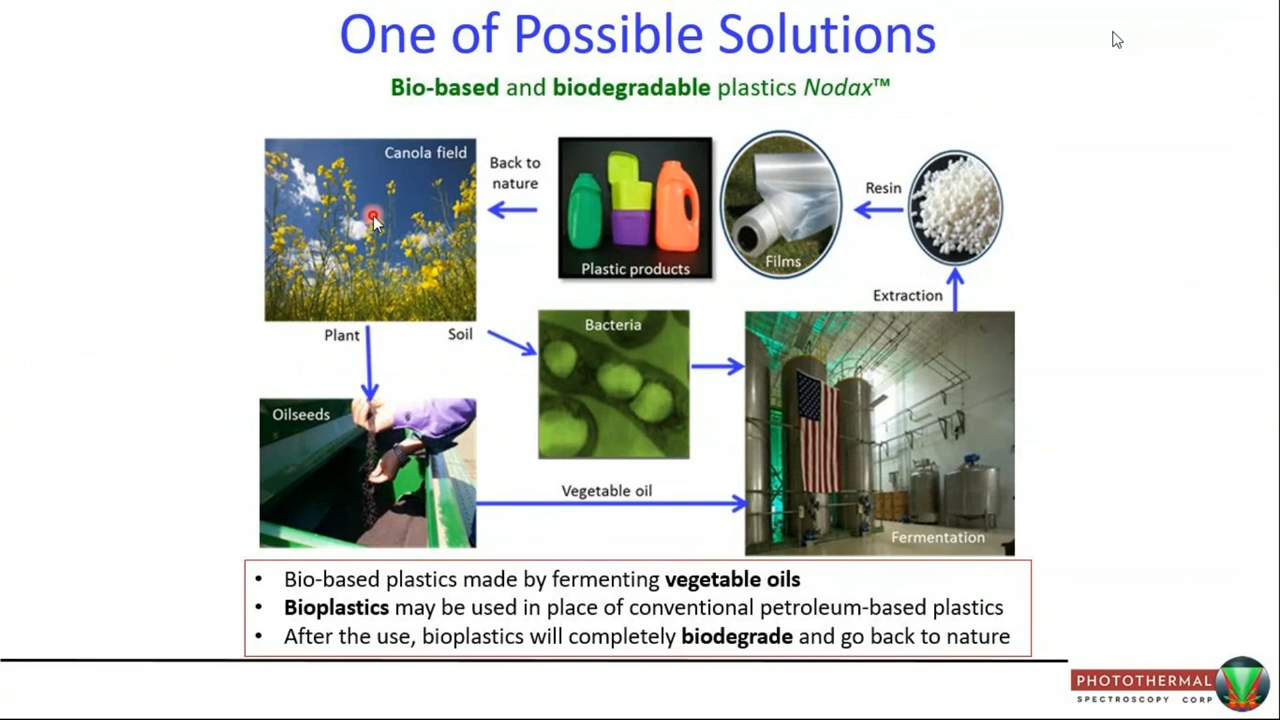 One of Possible Solutions
Bio-based and biodegradable plastics Nodax™
Canola field
Back to
nature
Plastic products
Films
Resin
Extraction
Plant
Soil
Bacteria
Oilseeds
Vegetable oil
Fermentation
• Bio-based plastics made by fermenting vegetable oils
• Bioplastics may be used in place of conventional petroleum-based plastics
• After the use, bioplastics will completely biodegrade and go back to nature
PHOTOTHERMAL
SPECTROSCOPY CORP